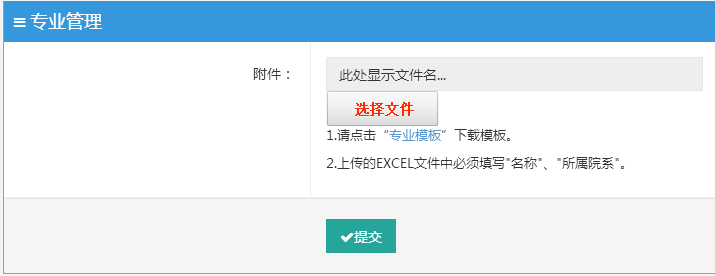 专业管理
附件：
此处显示文件名...
选择文件
1.请点击“专业模板”下载模板。
2.上传的EXCEL文件中必须填写"名称"、"所属院系"。
提交